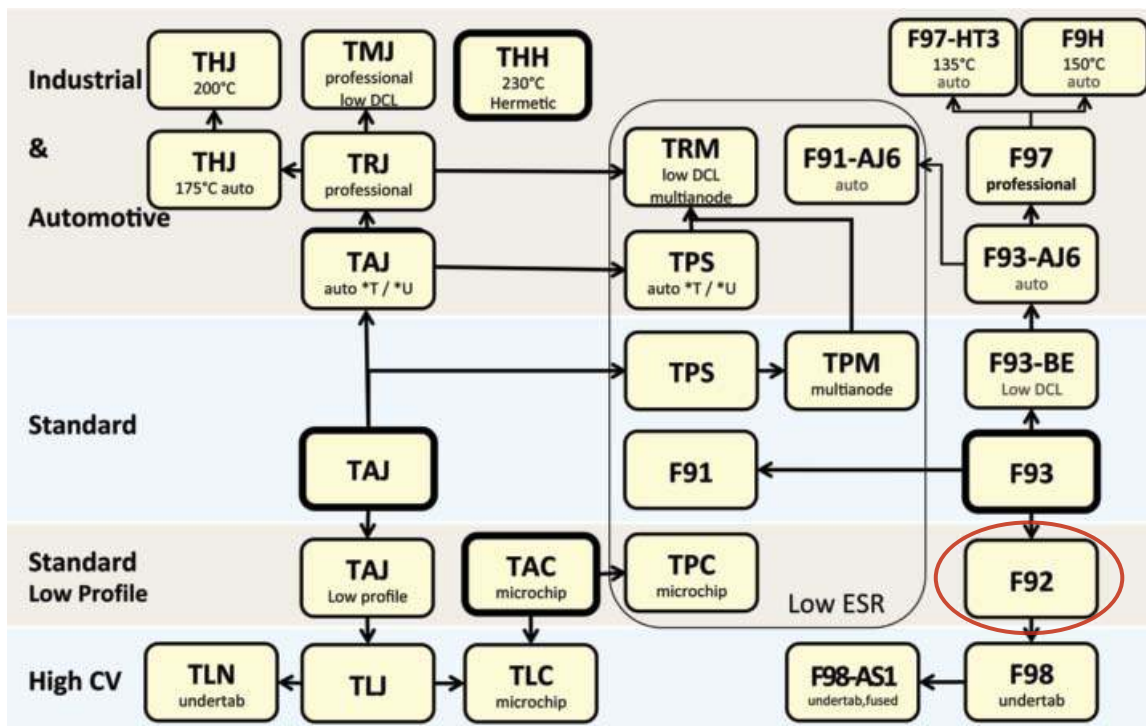 Industrial
&
Automotive
THJ
200°C
TMJ
professional
low DCL
THH
230°C
Hermetic
F97-HT3
135°C
auto
F9H
150°C
auto
THJ
175°C auto
TRJ
professional
TRM
low DCL
multianode
F91-AJ6
auto
F97
professional
TAJ
auto *T / *U
TPS
auto *T / *U
F93-AJ6
auto
Standard
TPS
TPM
multianode
F93-BE
Low DCL
TAJ
F91
F93
Standard
Low Profile
TAJ
Low profile
TAC
microchip
TPC
microchip
Low ESR
F92
High CV
TLN
undertab
TLJ
TLC
microchip
F98-AS1
undertab,fused
F98
undertab